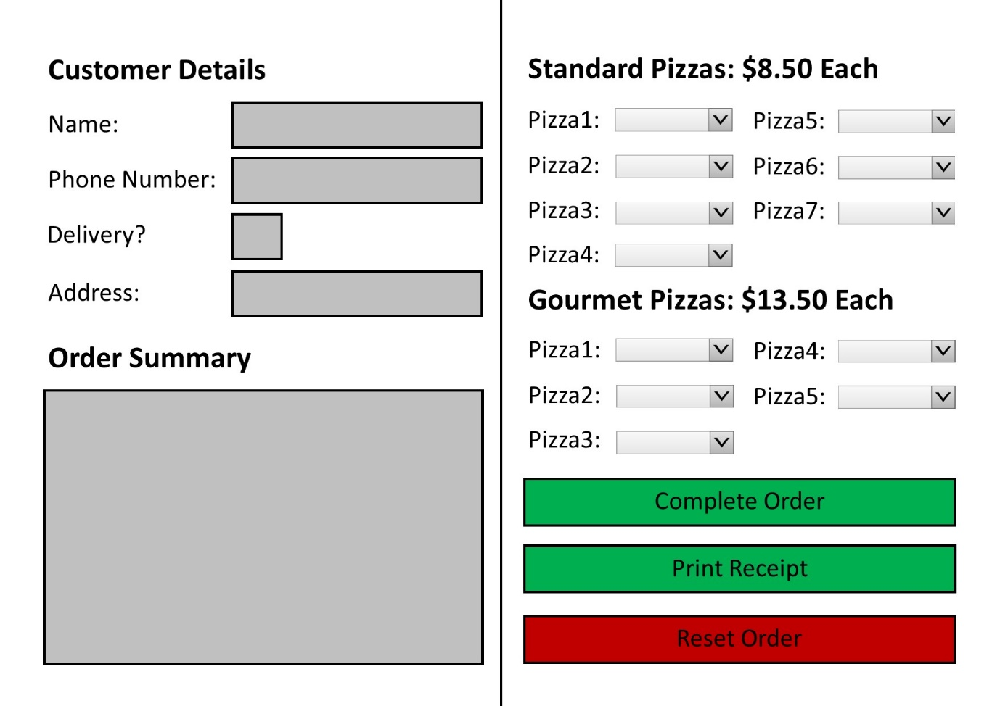 Customer Details
Name:
Phone Number:
Delivery?
Address:
Order Summary
Standard Pizzas: $8.50 Each
Pizza1:
Pizza5:
Pizza2:
Pizza6:
Pizza3:
Pizza7:
Pizza4:
Gourmet Pizzas: $13.50 Each
Pizza1:
Pizza4:
Pizza2:
Pizza5:
Pizza3:
Complete Order
Print Receipt
Reset Order